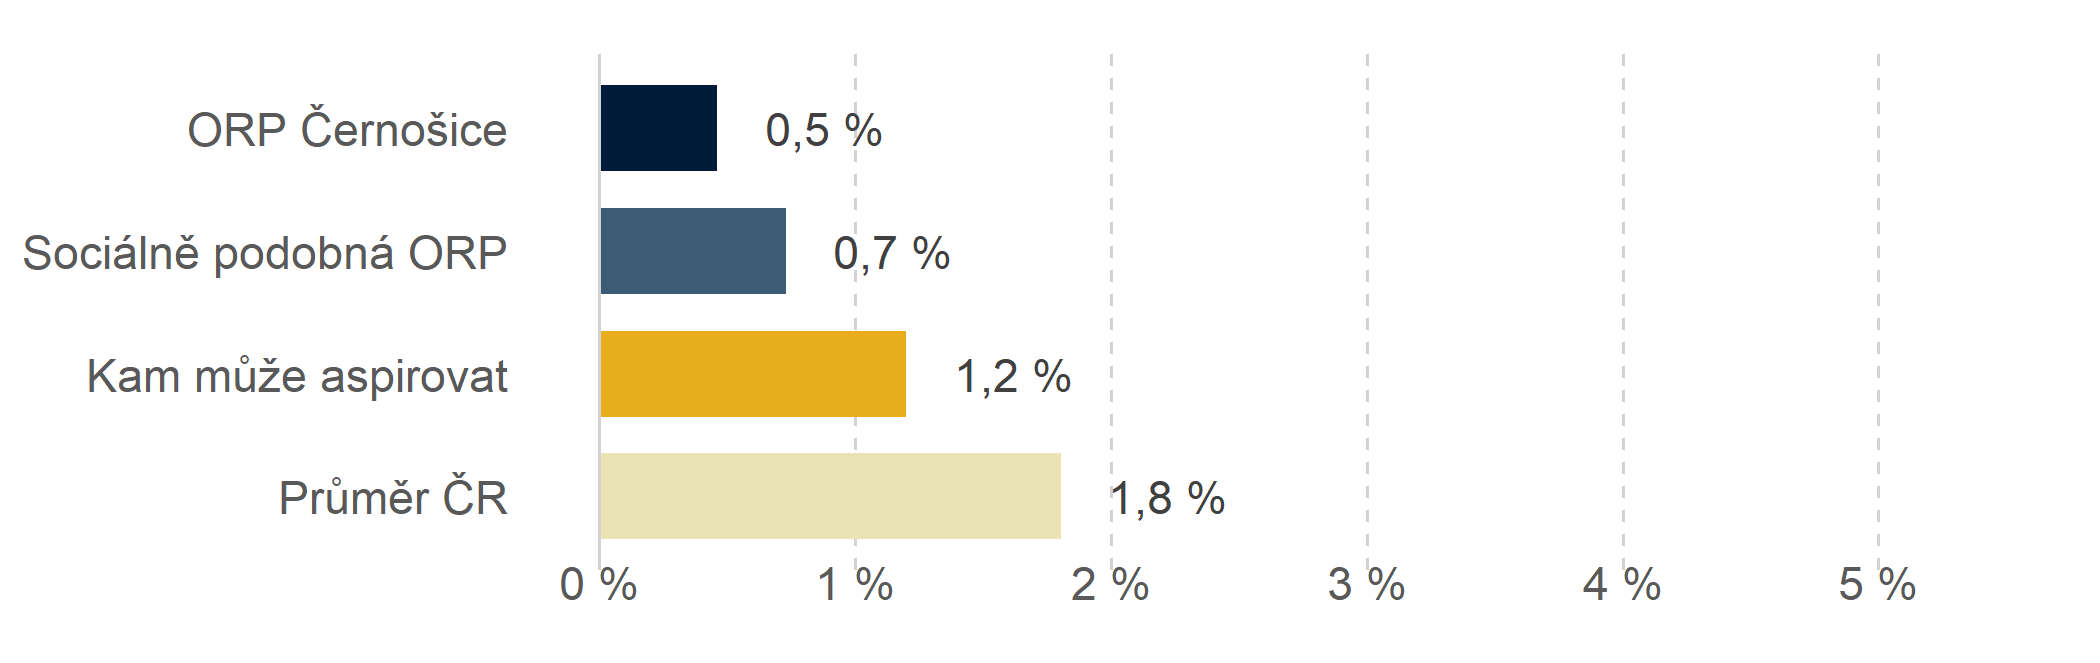 ORP Černošice 0,5 %
Sociálně podobná ORP 0,7 %
Kam může aspirovat 1,2 %
Průměr ČR 1,8 %
0 % 1 % 2 % 3 % 4 % 5 %